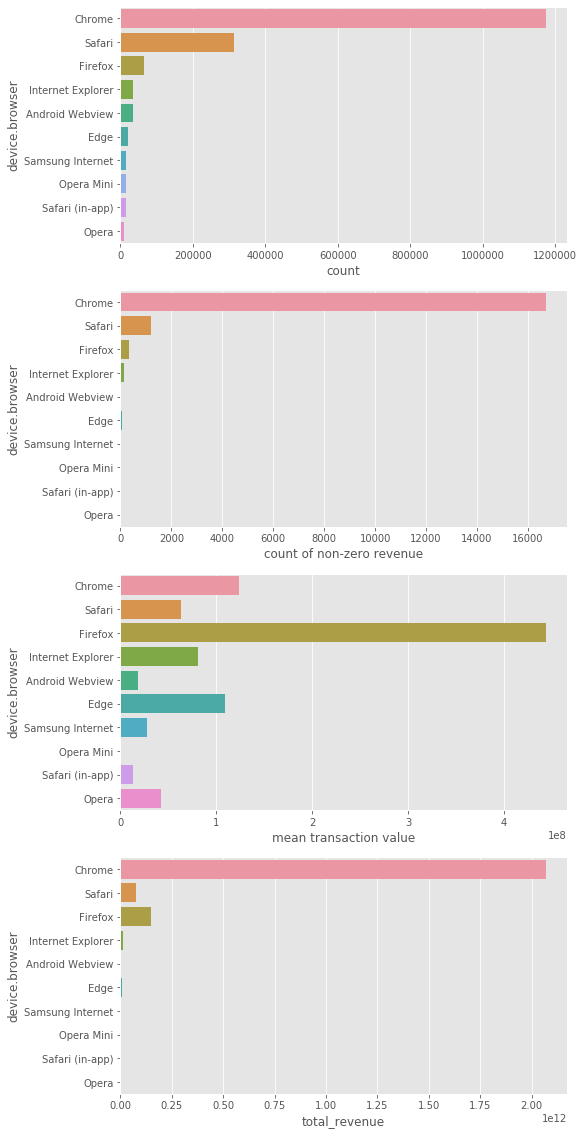 Chrome
Safari
Firefox
Internet Explorer
Android Webview
Edge
Samsung Internet
Opera Mini
Safari (in-app)
Opera
device.browser
0 200000 400000 600000 800000 1000000 1200000
count
Chrome
Safari
Firefox
Internet Explorer
Android Webview
Edge
Samsung Internet
Opera Mini
Safari (in-app)
Opera
device.browser
0 2000 4000 6000 8000 10000 12000 14000 16000
count of non-zero revenue
Chrome
Safari
Firefox
Internet Explorer
Android Webview
Edge
Samsung Internet
Opera Mini
Safari (in-app)
Opera
device.browser
0 1 2 3 4
1e8
mean transaction value
Chrome
Safari
Firefox
Internet Explorer
Android Webview
Edge
Samsung Internet
Opera Mini
Safari (in-app)
Opera
device.browser
0.00 0.25 0.50 0.75 1.00 1.25 1.50 1.75 2.00
1e12
total_revenue